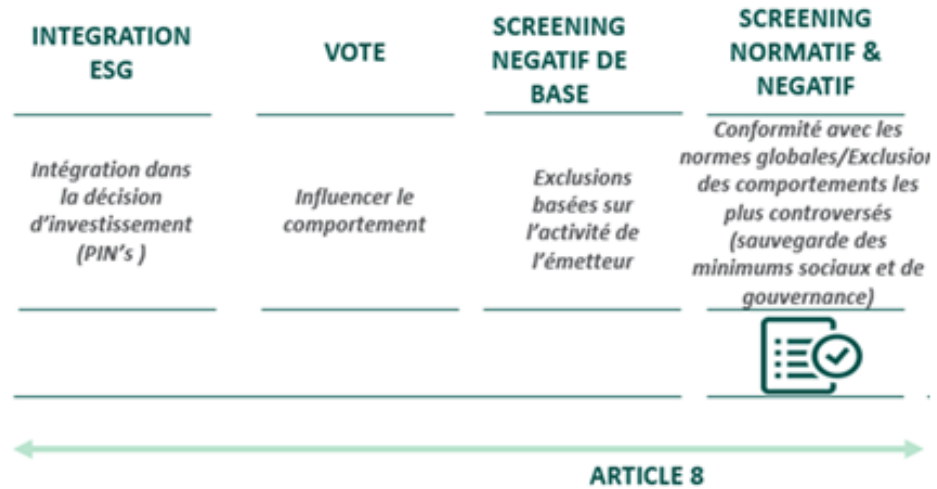 INTEGRATION
ESG
Intégration dans
la décision
d'investissement
(PIN's )
VOTE
Influencer le
comportement
SCREENING
NEGATIF DE
BASE
Exclusions
basées sur
l'activité de
l'émetteur
SCREENING
NORMATIF &
NEGATIF
Conformité avec les
normes globales/Exclusion
des comportements les
plus controversés
(sauvegarde des
minimums sociaux et de
gouvernance)
ARTICLE 8